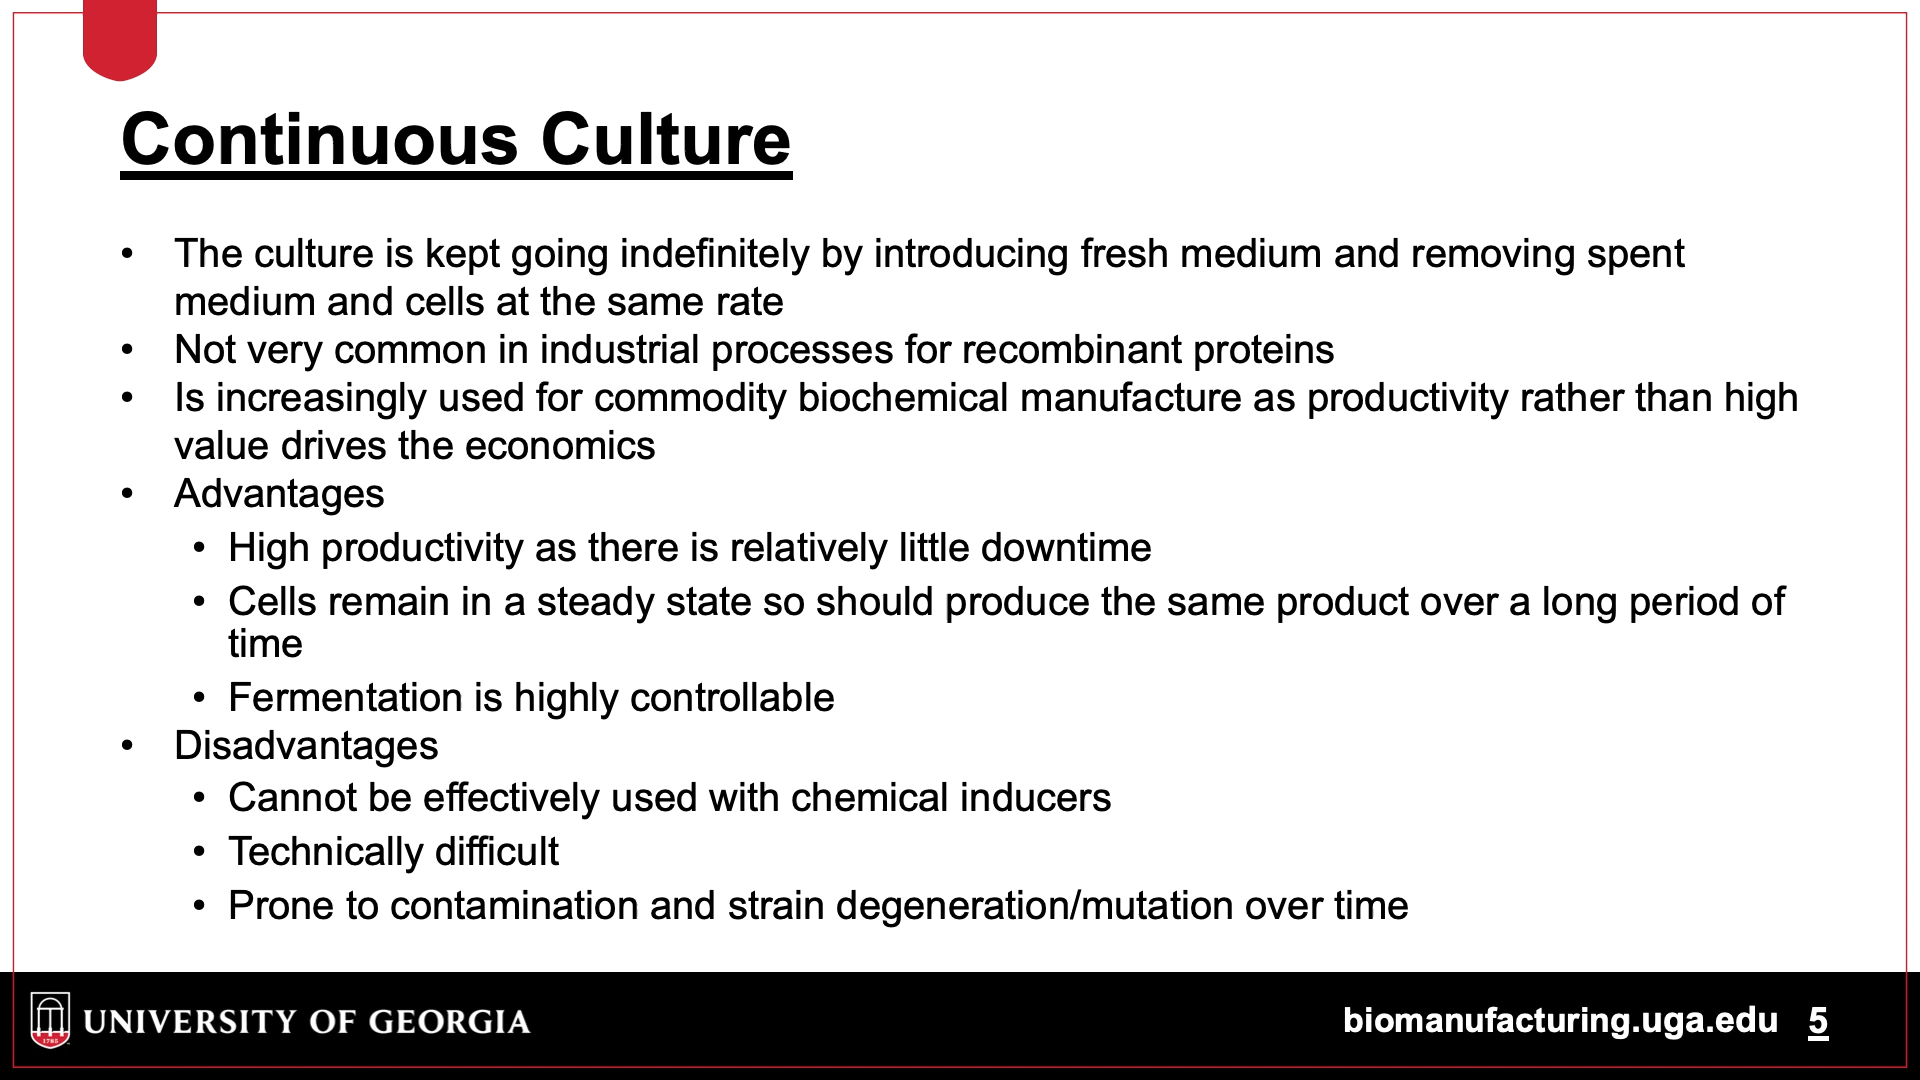 Continuous Culture
• The culture is kept going indefinitely by introducing fresh medium and removing spent
medium and cells at the same rate
• Not very common in industrial processes for recombinant proteins
• Is increasingly used for commodity biochemical manufacture as productivity rather than high
value drives the economics
• Advantages
• High productivity as there is relatively little downtime
• Cells remain in a steady state so should produce the same product over a long period of
time
• Fermentation is highly controllable
• Disadvantages
• Cannot be effectively used with chemical inducers
• Technically difficult
• Prone to contamination and strain degeneration/mutation over time
1785
UNIVERSITY OF GEORGIA
biomanufacturing.uga.edu 5